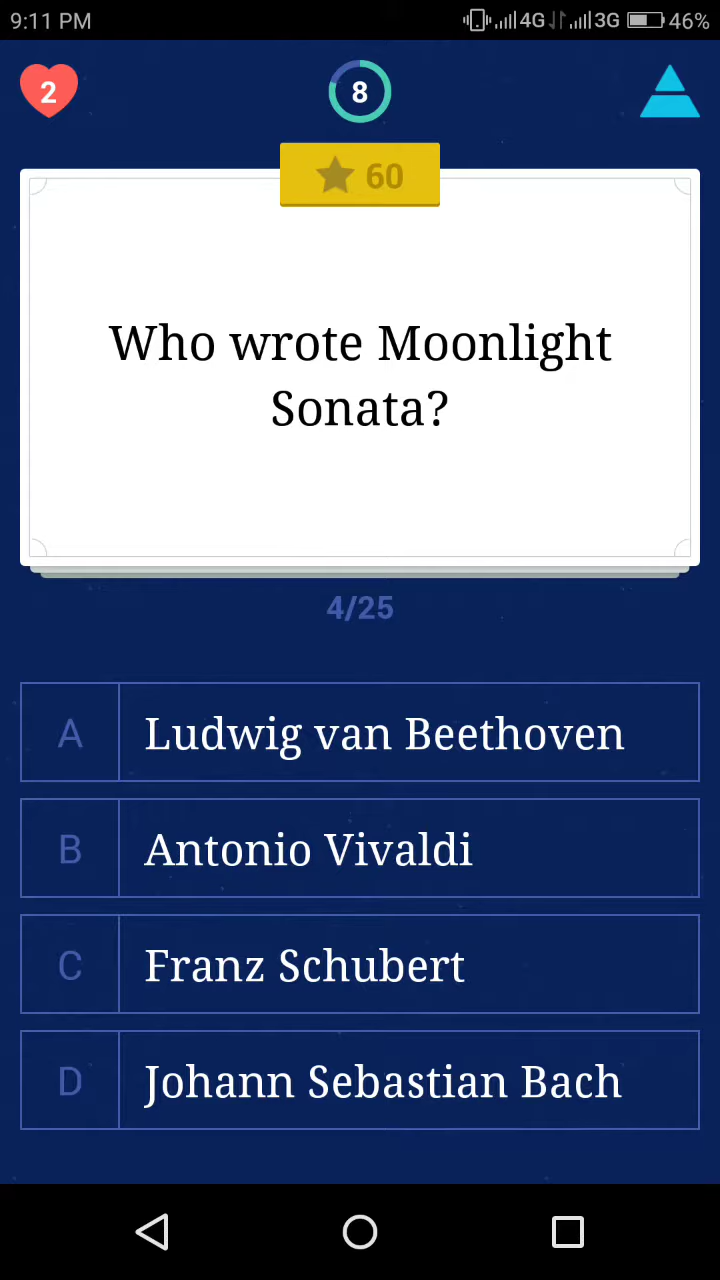 9:11 PM 4G 3G 46%
2
8
60
Who wrote Moonlight
Sonata?
4/25
A Ludwig van Beethoven
B Antonio Vivaldi
C Franz Schubert
D Johann Sebastian Bach